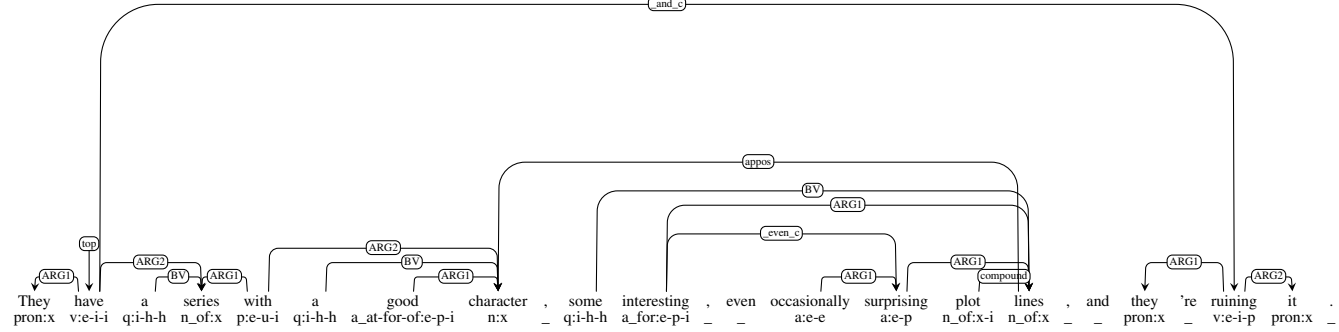 _and_c
appos
BV
ARG1
_even_c
top
ARG2
ARG1 ARG2 BV ARG1 BV ARG1 ARG1 ARG1 compound ARG1 ARG2
They have a series with a good character , some interesting , even occasionally surprising plot lines , and they 're ruining it .
pron:x v:e-i-i q:i-h-h n_of:x p:e-u-i q:i-h-h a_at-for-of:e-p-i n:x _ q:i-h-h a_for:e-p-i _ _ a:e-e a:e-p n_of:x-i n_of:x _ _ pron:x _ v:e-i-p pron:x _